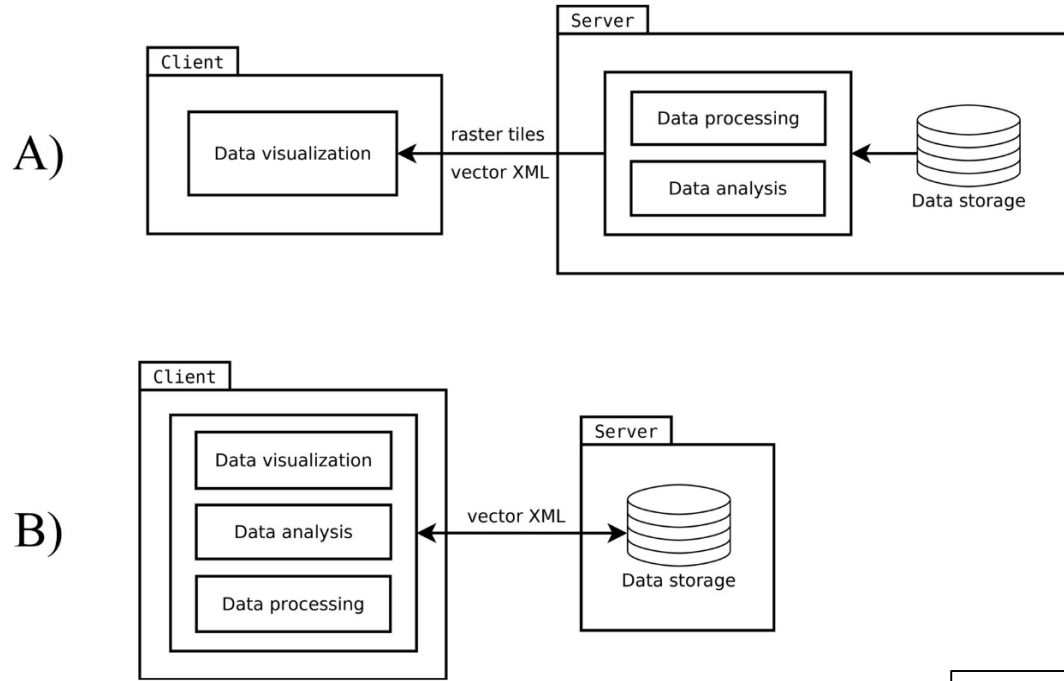 A)
Client
Data visualization
raster tiles
vector XML
Server
Data processing
Data analysis
Data storage
B)
Client
Data visualization
Data analysis
Data processing
vector XML
Server
Data storage